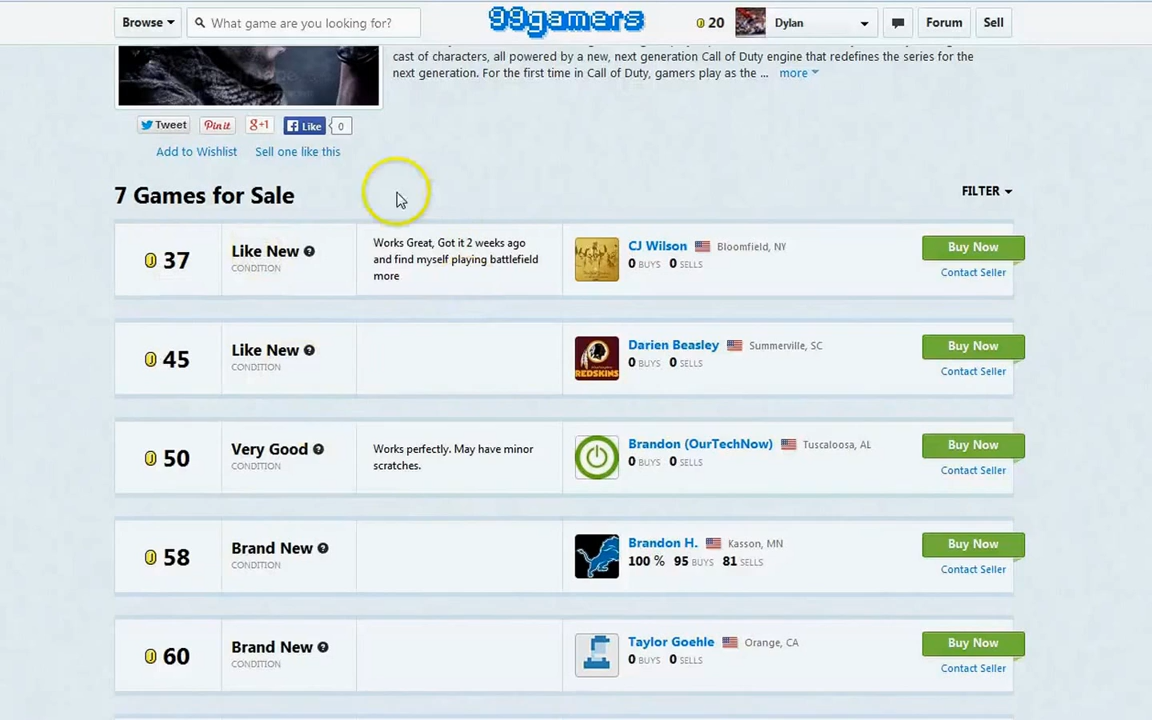 Browse
What game are you looking for?
99gamers
20
Dylan
Forum
Sell
cast of characters, all powered by a new, next generation Call of Duty engine that redefines the series for the
next generation. For the first time in Call of Duty, gamers play as the ... more
Tweet
Pin it
g+1
f Like
0
Add to Wishlist
Sell one like this
7 Games for Sale
FILTER
37
Like New
CONDITION
Works Great, Got it 2 weeks ago
and find myself playing battlefield
more
CJ Wilson
Bloomfield, NY
0 BUYS 0 SELLS
Buy Now
Contact Seller
45
Like New
CONDITION
REDSKINS
Darien Beasley
Summerville, SC
0 BUYS 0 SELLS
Buy Now
Contact Seller
50
Very Good
CONDITION
Works perfectly. May have minor
scratches.
Brandon (OurTechNow)
Tuscaloosa, AL
0 BUYS 0 SELLS
Buy Now
Contact Seller
58
Brand New
CONDITION
Brandon H.
Kasson, MN
100 % 95 BUYS 81 SELLS
Buy Now
Contact Seller
60
Brand New
CONDITION
Taylor Goehle
Orange, CA
0 BUYS 0 SELLS
Buy Now
Contact Seller